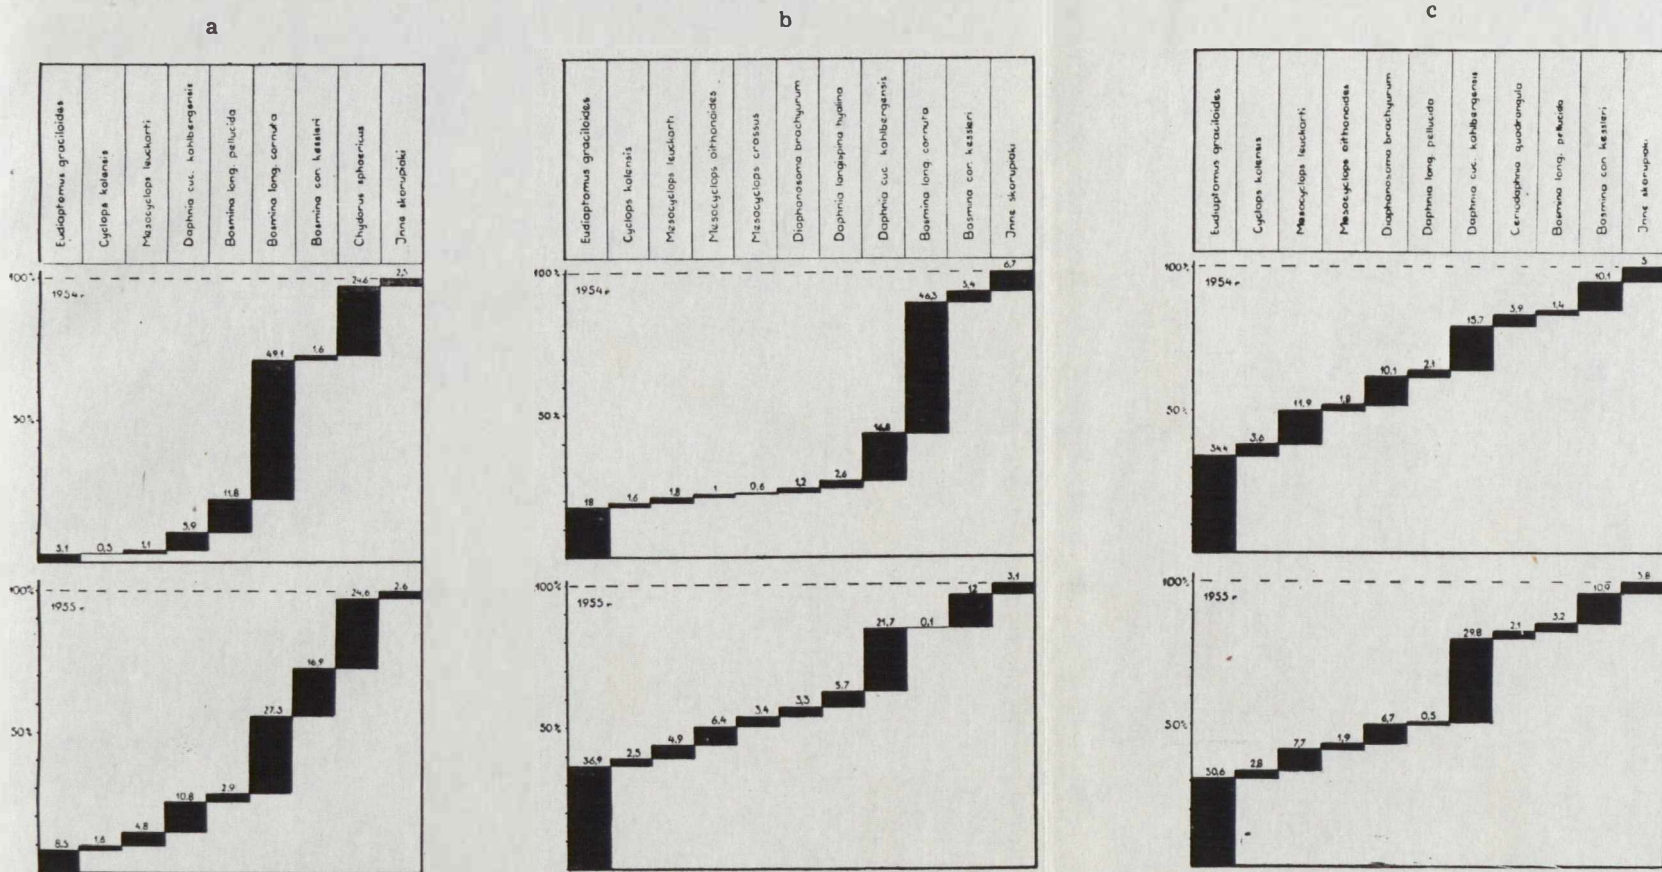 a
Eudiaptomus graciloides
Cyclops kolensis
Mesocyclops leuckarti
Daphnia cuc. kahlbergensis
Bosmina long. pellucida
Bosmina long. cornuta
Bosmina cor. kessleri
Chydorus sphaericus
Jnne skorupiaki
100%
50%
1954 r.
3.1
0,5
1,1
5,9
11,8
49.1
1.6
24.6
2,3
100%
50%
1955 r.
8.5
1.6
4.8
10.8
2.9
27.3
16.9
24.6
2.6
b
Eudiaptomus graciloides
Cyclops kolensis
Mesocyclops leuckarti
Mesocyclops oithonoides
Mesocyclops crassus
Diaphanosoma brachyurum
Daphnia longispina hyalina
Daphnia cuc. kahlbergensis
Bosmina long. cornuta
Bosmina cor. kessleri
Jnne skorupiaki
100%
50%
1954 r.
18
1.6
1,8
1
0.6
1,2
2.6
16.8
46,3
3.4
6.7
100%
50%
1955 r.
36,9
2,5
4.9
6.4
3.4
3,3
5.7
21,7
0,1
12
3.1
c
Eudiaptomus graciloides
Cyclops kolensis
Mesocyclops leuckarti
Mesocyclops oithonoides
Diaphanosoma brachyurum
Daphnia long. pellucida
Daphnia cuc. kahlbergensis
Ceriodaphnia quadrangula
Bosmina long. pellucida
Bosmina cor. kessleri
Jnne skorupiaki
100%
50%
1954 r.
34.4
3.6
11,9
1,8
10,1
2.1
15.7
3,9
1.4
10.1
5
100%
50%
1955 r.
30.6
2,8
7.7
1,9
6,7
0,5
29.8
2.1
3.2
10,9
3.8